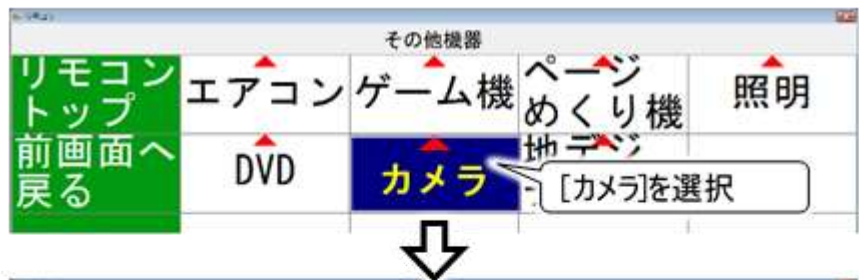 その他機器
リモコン
トップ
エアコン
ゲーム機
ページ
めくり機
照明
前画面へ
戻る
DVD
カメラ
地デジ
[カメラ]を選択